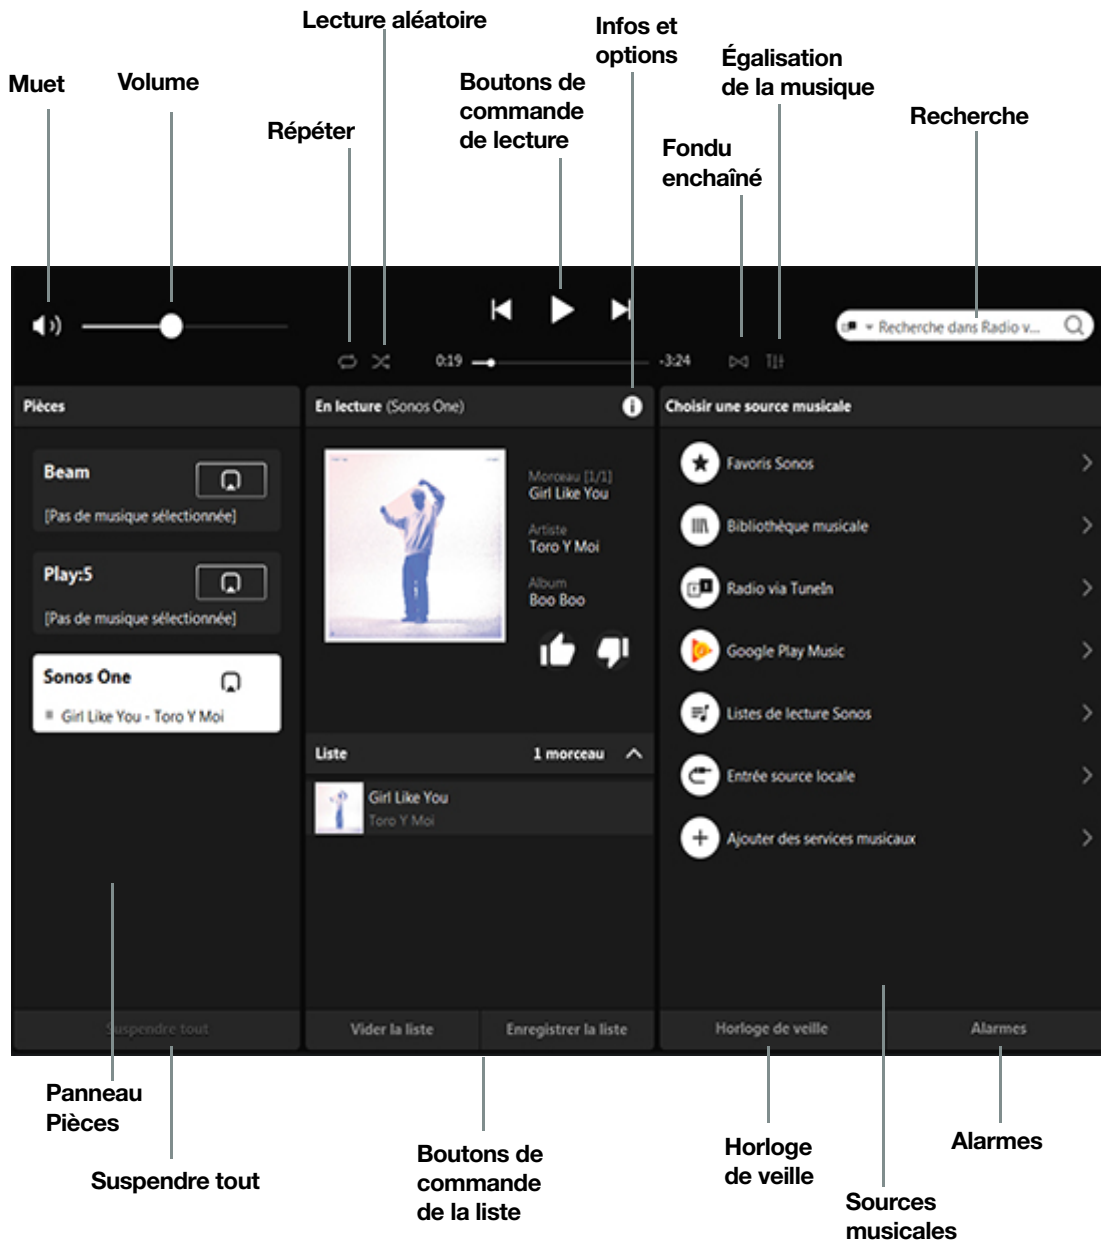 Lecture aléatoire
Infos et
options
Muet
Volume
Répéter
Boutons de
commande
de lecture
Égalisation
de la musique
Fondu
enchaîné
Recherche
Recherche dans Radio v...
0:19
-3:24
Pièces
Beam
[Pas de musique sélectionnée]
Play:5
[Pas de musique sélectionnée]
Sonos One
Girl Like You - Toro Y Moi
Suspendre tout
En lecture (Sonos One)
Morceau [1/1]
Girl Like You
Artiste
Toro Y Moi
Album
Boo Boo
Liste
1 morceau
Girl Like You
Toro Y Moi
Vider la liste
Enregistrer la liste
Choisir une source musicale
Favoris Sonos
Bibliothèque musicale
Radio via TuneIn
Google Play Music
Listes de lecture Sonos
Entrée source locale
Ajouter des services musicaux
Horloge de veille
Alarmes
Panneau
Pièces
Suspendre tout
Boutons de
commande
de la liste
Horloge
de veille
Alarmes
Sources
musicales